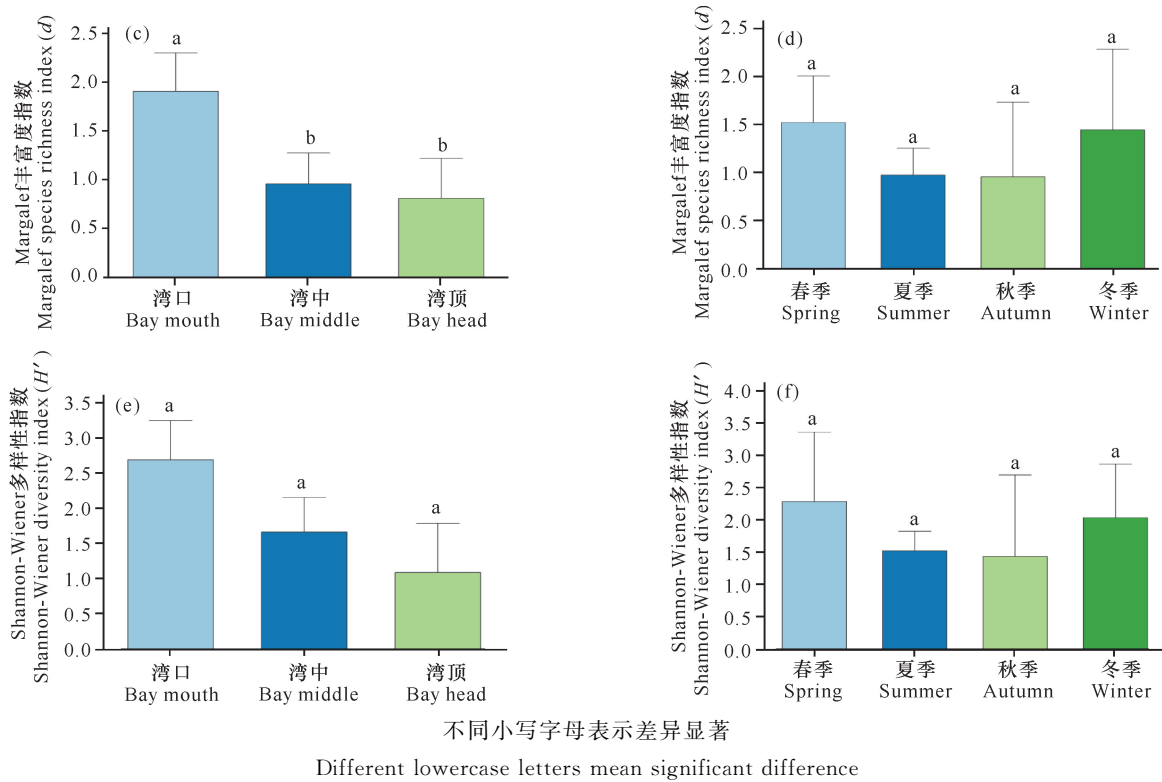 (c)
Margalef丰富度指数
Margalef species richness index (d)
2.5
2.0
1.5
1.0
0.5
0.0
a
b
b
湾口
湾中
湾顶
Bay mouth
Bay middle
Bay head
(d)
Margalef丰富度指数
Margalef species richness index (d)
2.5
2.0
1.5
1.0
0.5
0.0
a
a
a
a
春季
夏季
秋季
冬季
Spring
Summer
Autumn
Winter
(e)
Shannon-Wiener多样性指数
Shannon-Wiener diversity index (H′)
3.5
3.0
2.5
2.0
1.5
1.0
0.5
0.0
a
a
a
湾口
湾中
湾顶
Bay mouth
Bay middle
Bay head
(f)
Shannon-Wiener多样性指数
Shannon-Wiener diversity index (H′)
4.0
3.5
3.0
2.5
2.0
1.5
1.0
0.5
0.0
a
a
a
a
春季
夏季
秋季
冬季
Spring
Summer
Autumn
Winter
不同小写字母表示差异显著
Different lowercase letters mean significant difference